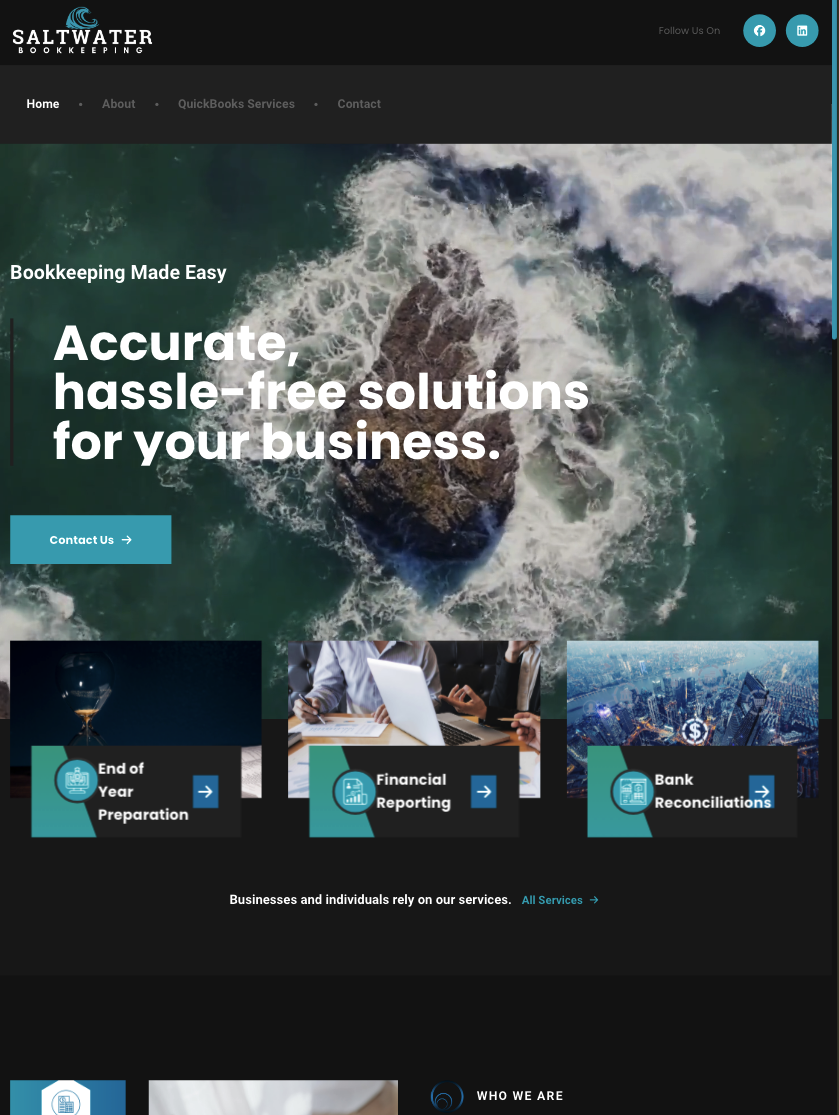 SALTWATER
BOOKKEEPING
Follow Us On
Home • About • QuickBooks Services • Contact
Bookkeeping Made Easy
Accurate,
hassle-free solutions
for your business.
Contact Us →
End of
Year
Preparation
Financial
Reporting
Bank
Reconciliations
Businesses and individuals rely on our services. All Services →
WHO WE ARE